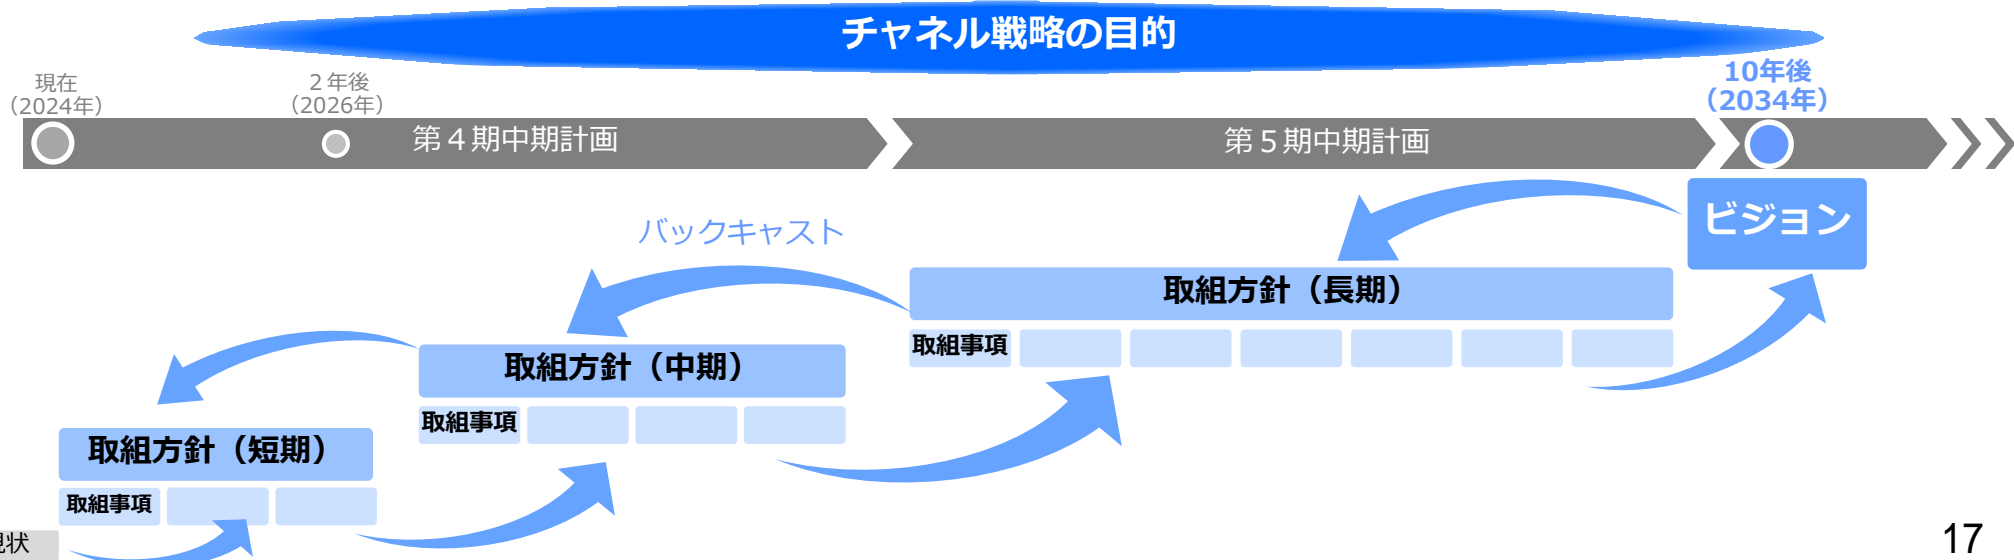 チャネル戦略の目的
現在
（2024年）
２年後
（2026年）
10年後
（2034年）
第４期中期計画
第５期中期計画
ビジョン
バックキャスト
取組方針（長期）
取組事項
取組方針（中期）
取組事項
取組方針（短期）
取組事項
現状
17